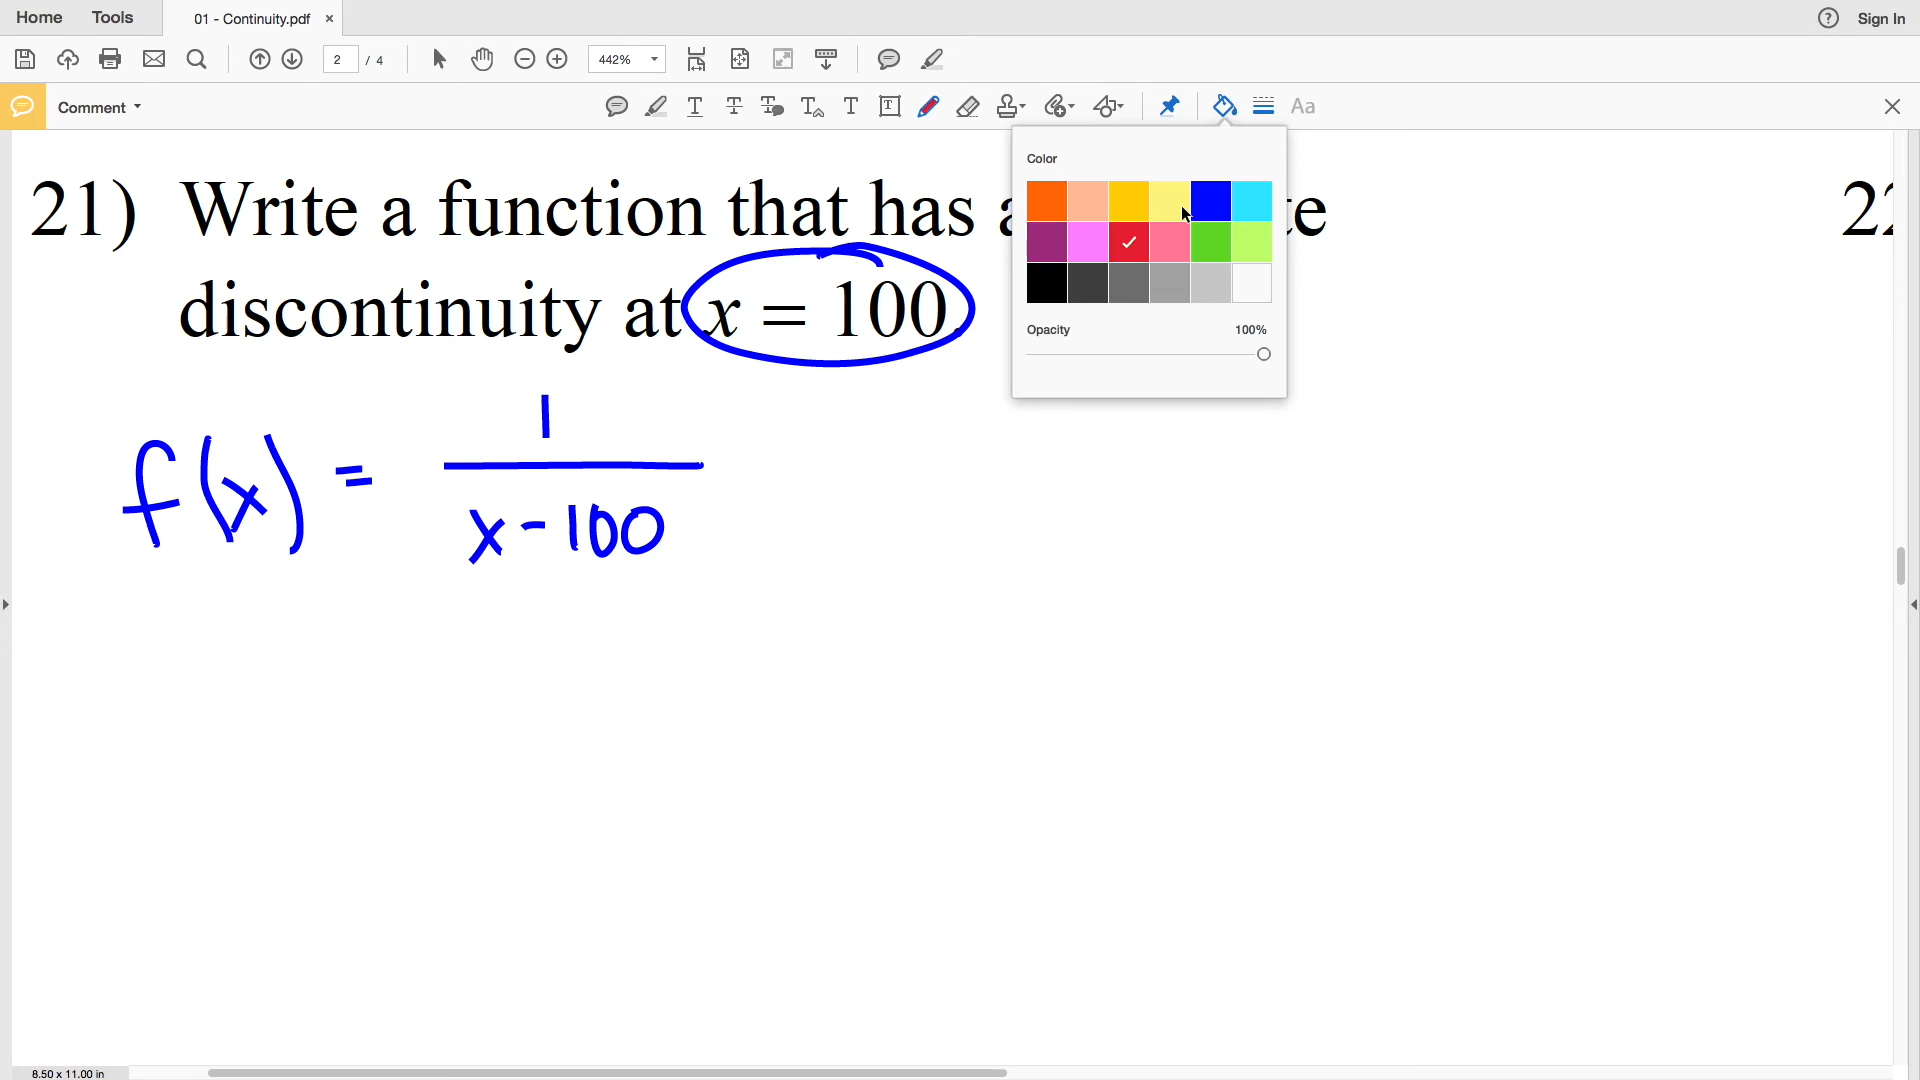 Home Tools 01 - Continuity.pdf × ? Sign In
2 / 4 442%
Comment T T T T T T Aa
Color
21) Write a function that has a te 22
discontinuity at x = 100.
Opacity 100%
f(x) = 1
x - 100
8.50 x 11.00 in